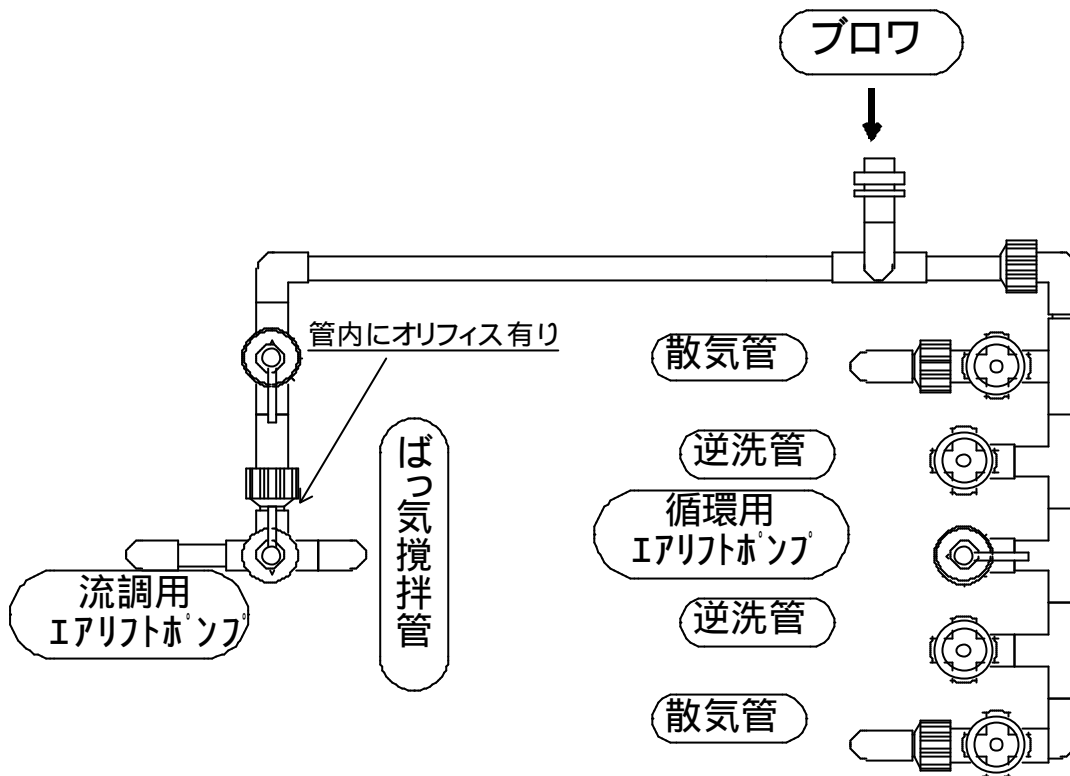 ブロワ
管内にオリフィス有り
散気管
ばっ気撹拌管
逆洗管
循環用
エアリフトポンプ
流調用
エアリフトポンプ
逆洗管
散気管